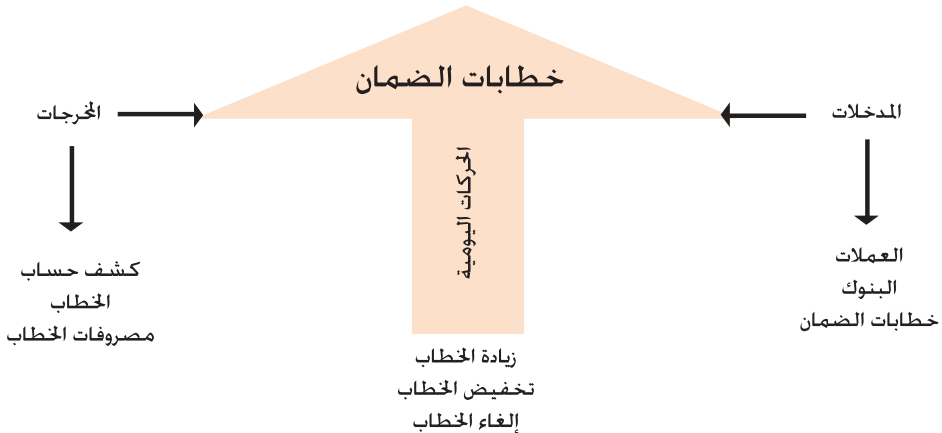 خطابات الضمان
المدخلات
العملات
البنوك
خطابات الضمان
الحركات اليومية
زيادة الخطاب
تخفيض الخطاب
إلغاء الخطاب
المخرجات
كشف حساب
الخطاب
مصروفات الخطاب